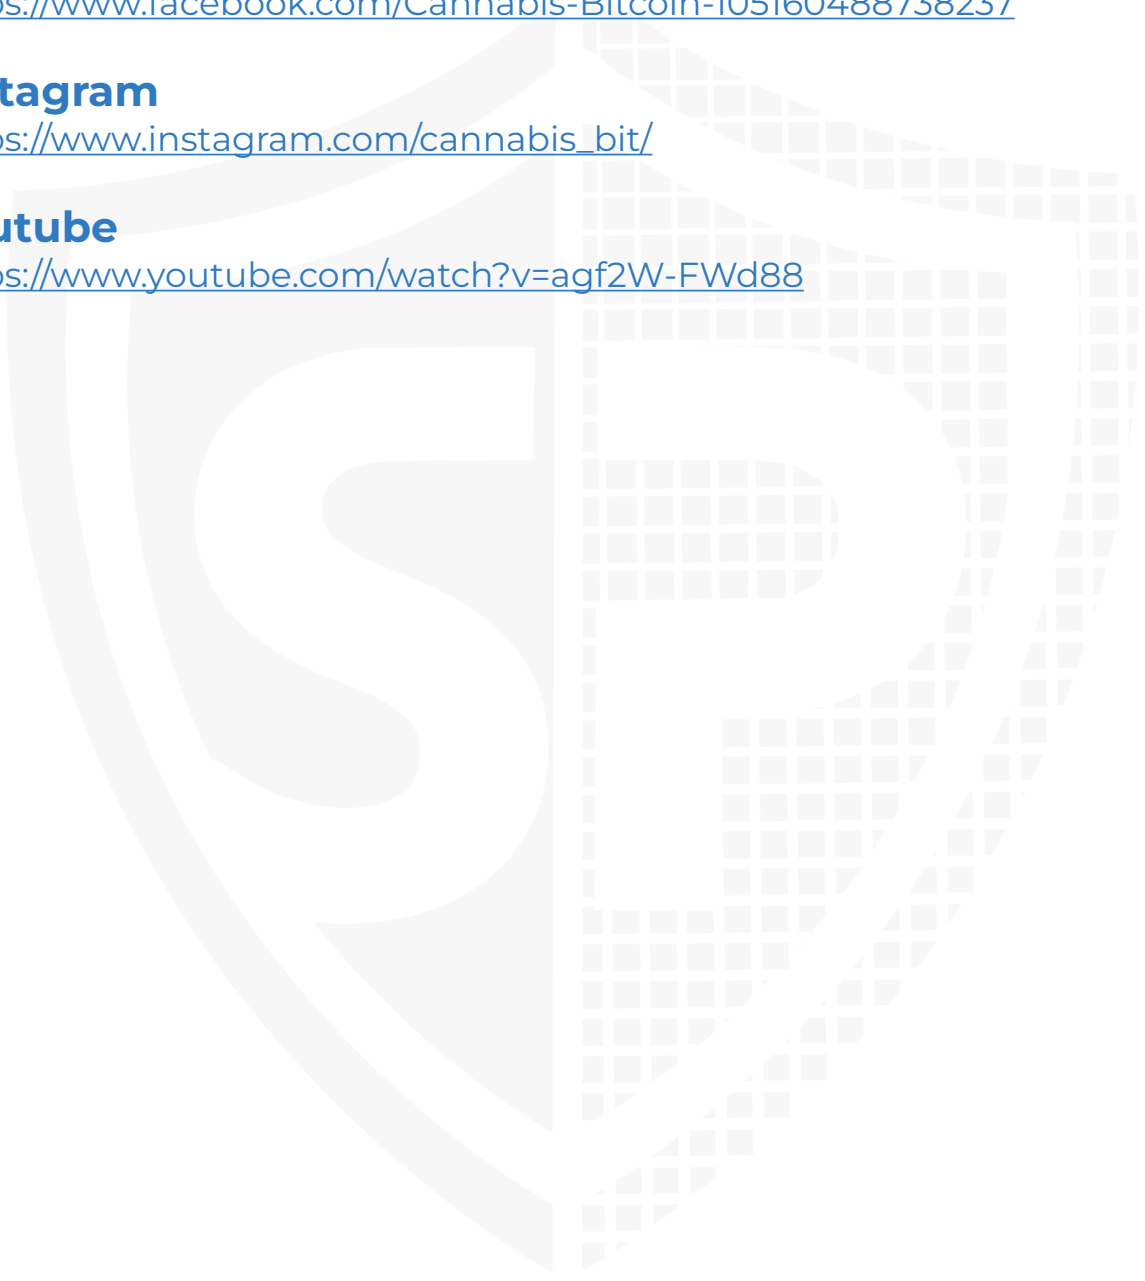 ps://www.facebook.com/Cannabis-Bitcoin-105160488738237
tagram
ps://www.instagram.com/cannabis_bit/
utube
ps://www.youtube.com/watch?v=agf2W-FWd88
SP